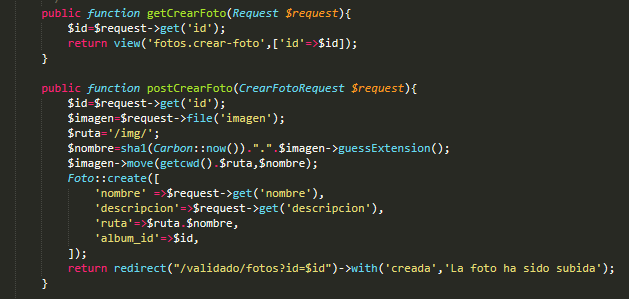 public function getCrearFoto(Request $request){
$id=$request->get('id');
return view('fotos.crear-foto',['id'=>$id]);
}
public function postCrearFoto(CrearFotoRequest $request){
$id=$request->get('id');
$imagen=$request->file('imagen');
$ruta='/img/';
$nombre=sha1(Carbon::now()).".".$imagen->guessExtension();
$imagen->move(getcwd().$ruta,$nombre);
Foto::create([
'nombre' =>$request->get('nombre'),
'descripcion'=>$request->get('descripcion'),
'ruta'=>$ruta.$nombre,
'album_id'=>$id,
]);
return redirect("/validado/fotos?id=$id")->with('creada','La foto ha sido subida');
}